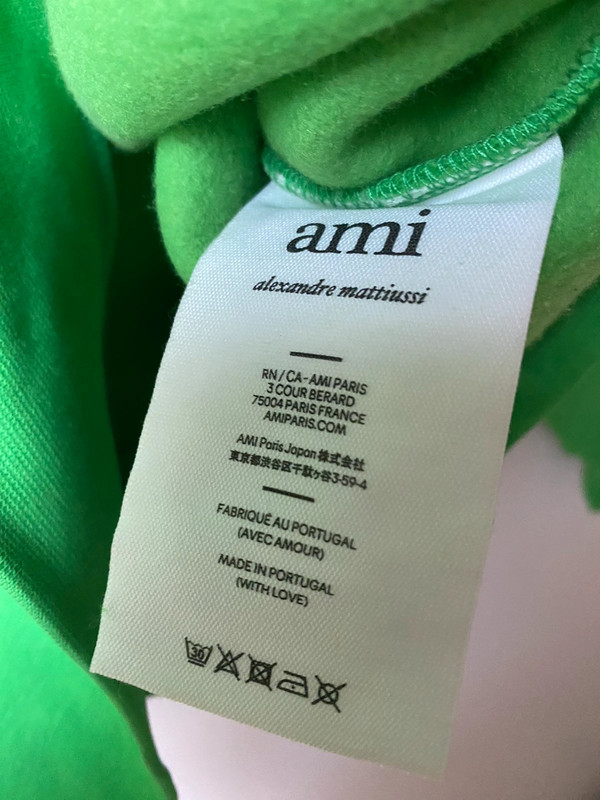 ami
alexandre mattiussi
RN / CA-AMI PARIS
3 COUR BERARD
75004 PARIS FRANCE
AMIPARIS.COM
AMI Paris Japan 株式会社
東京都渋谷区千駄ヶ谷3-59-4
FABRIQUÉ AU PORTUGAL
(AVEC AMOUR)
MADE IN PORTUGAL
(WITH LOVE)
30